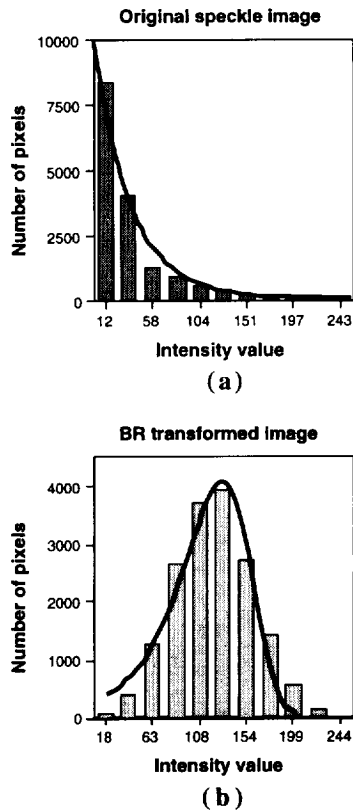 Original speckle image
Number of pixels
10000
7500
5000
2500
0
12 58 104 151 197 243
Intensity value
(a)
BR transformed image
Number of pixels
4000
3000
2000
1000
0
18 63 108 154 199 243
Intensity value
(b)